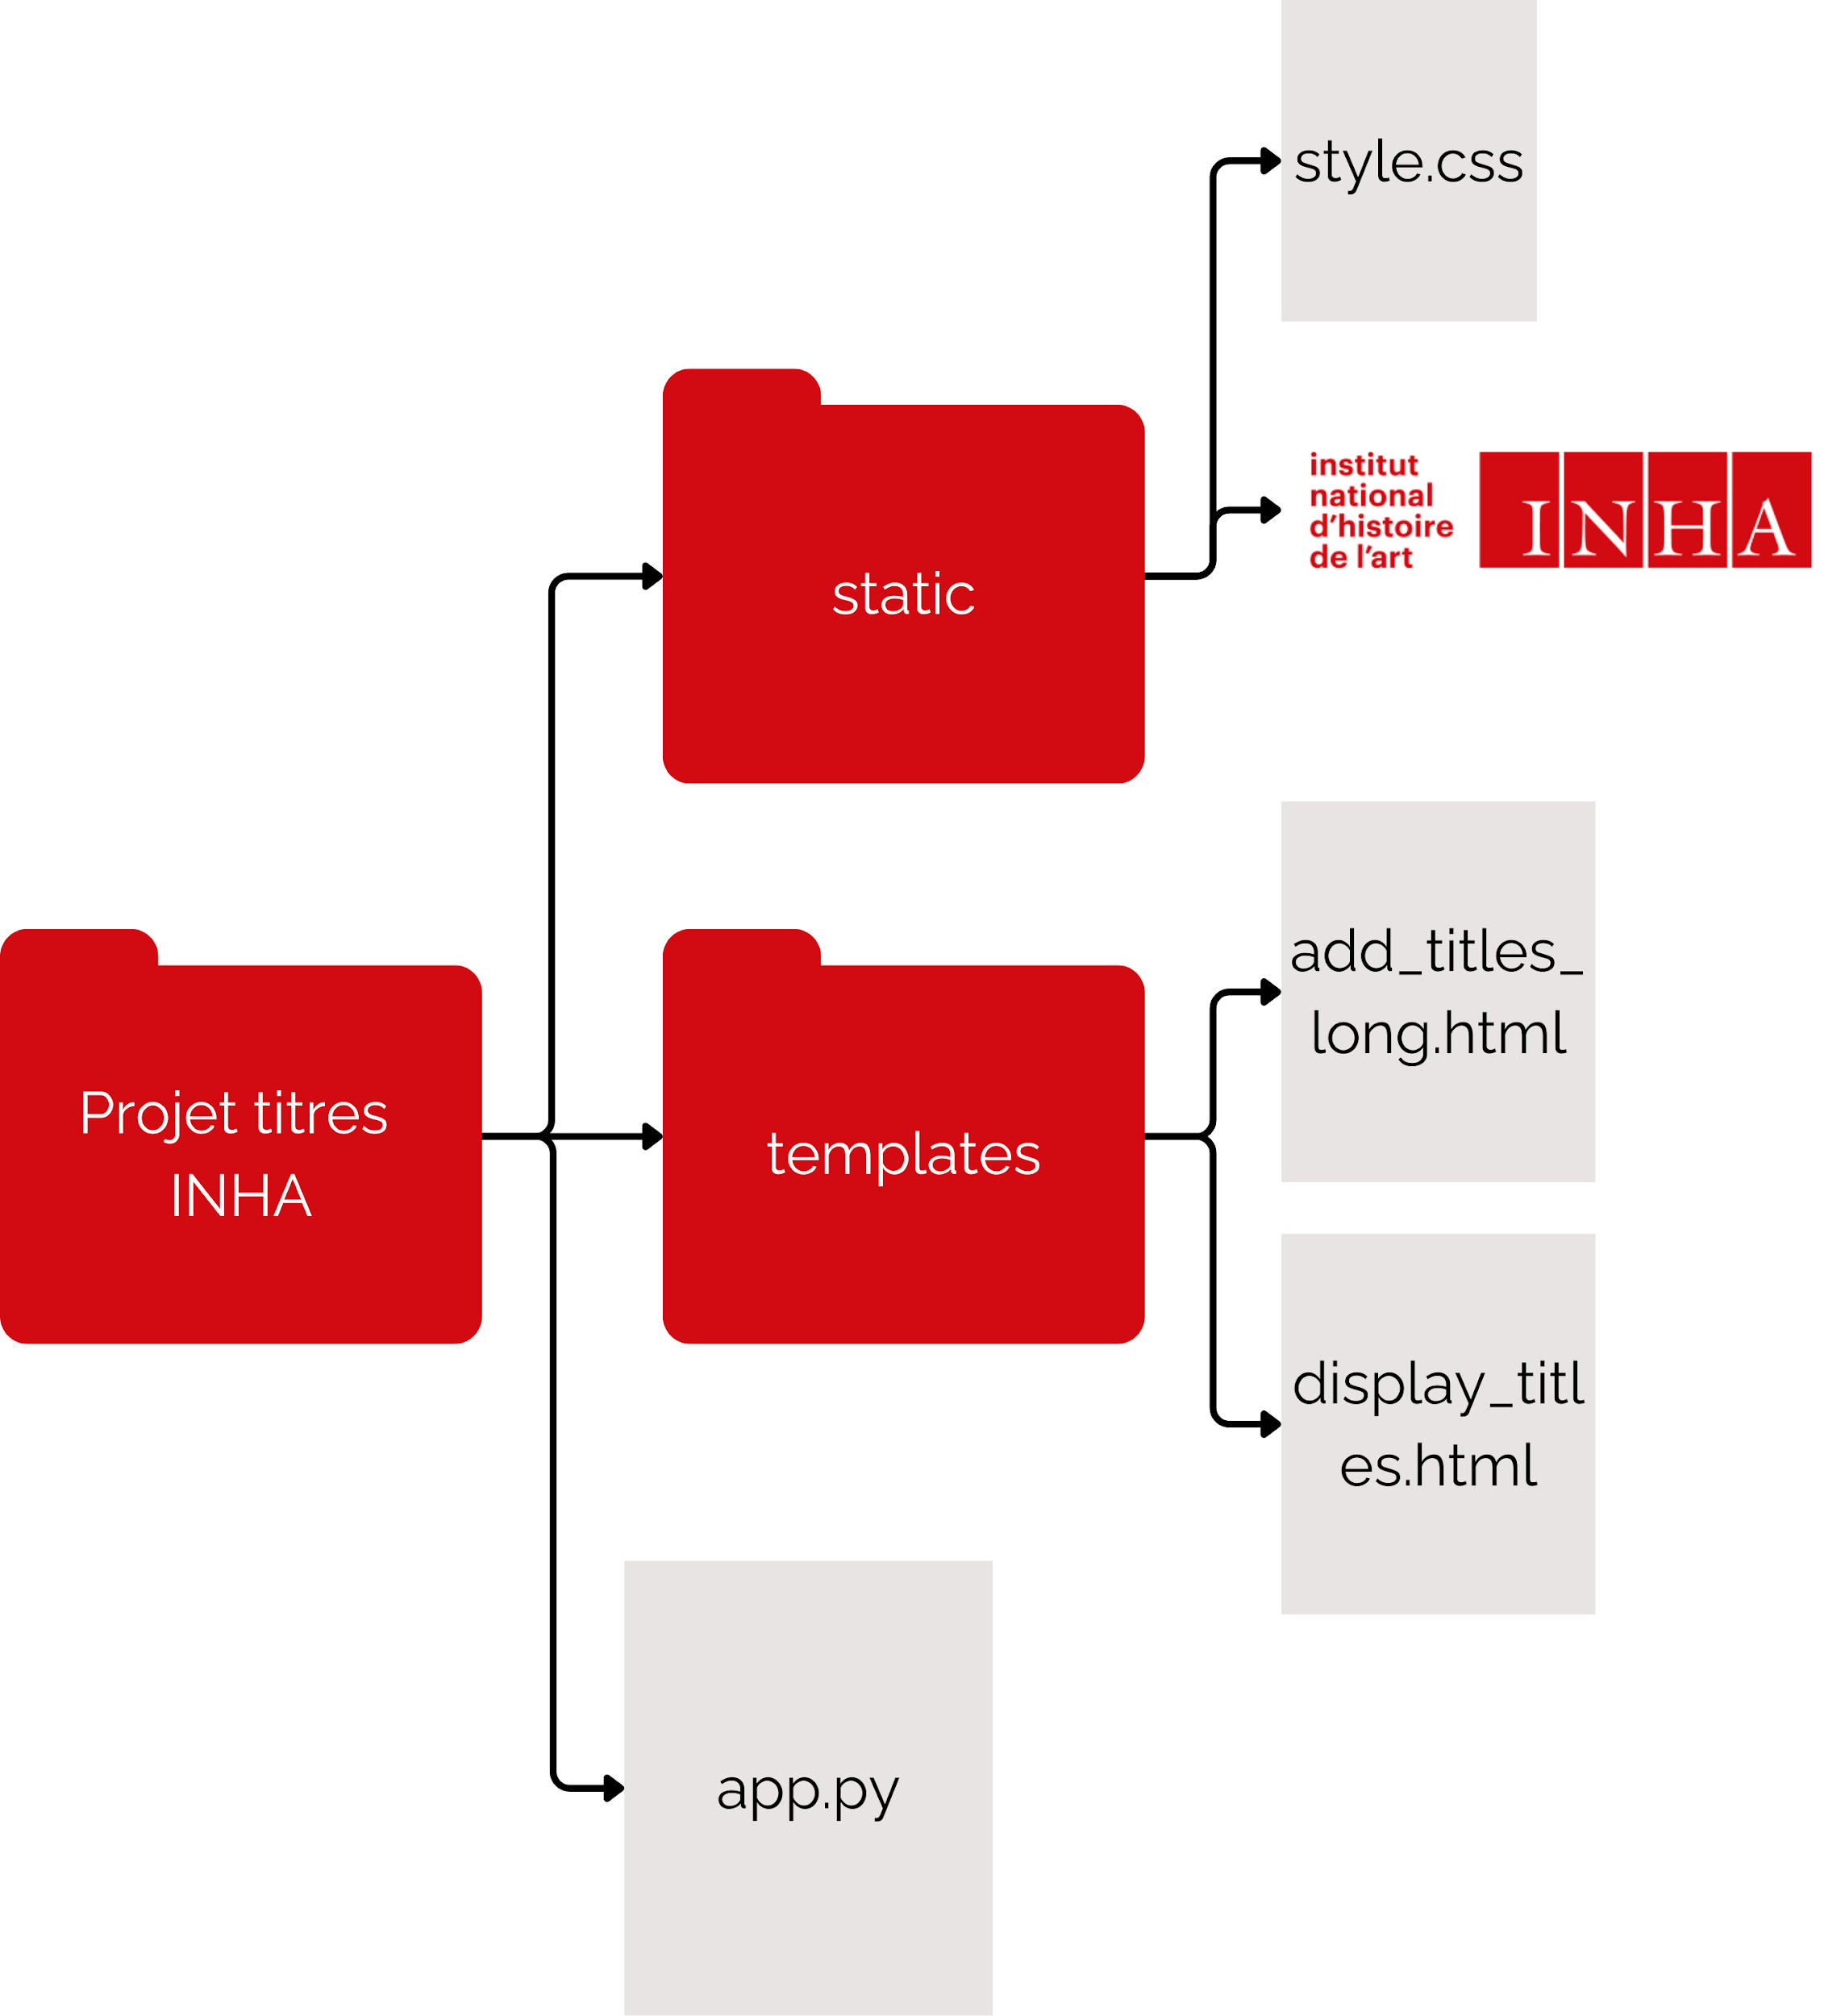 style.css
institut
national
d'histoire
de l'art
INHA
static
add_titles_
long.html
Projet titres
INHA
templates
display_titl
es.html
app.py